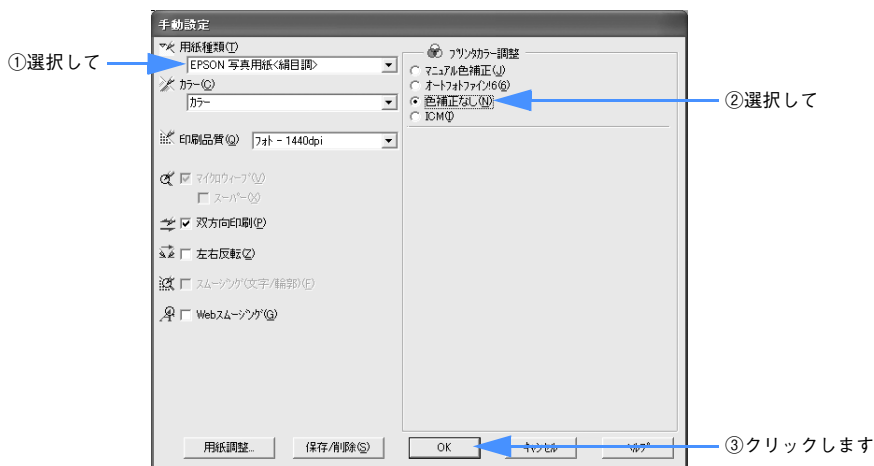 手動設定
用紙種類(T)
EPSON 写真用紙<絹目調>
カラー(C)
カラー
印刷品質(Q) フォト - 1440dpi
マイクロウィーブ(V)
スーパー(X)
双方向印刷(P)
左右反転(Z)
スムージング(文字/輪郭)(F)
Webスムージング(G)
プリンタカラー調整
マニュアル色補正(J)
オートフォトファイン!6(6)
色補正なし(N)
ICM(I)
用紙調整...
保存/削除(S)
OK
キャンセル
ヘルプ
①選択して
②選択して
③クリックします